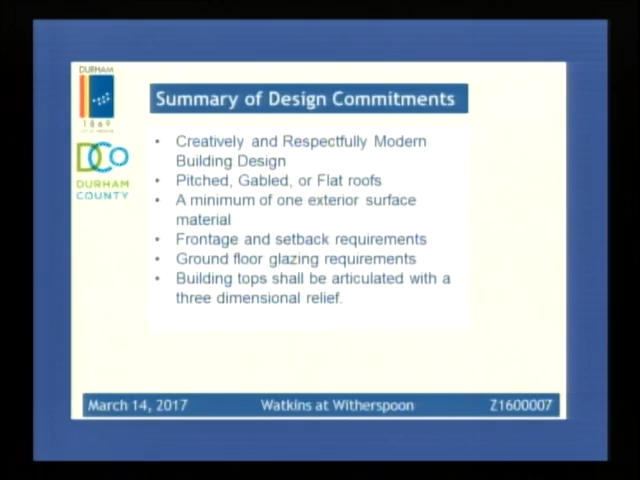 DURHAM
1869
DCo
DURHAM
COUNTY
Summary of Design Commitments
• Creatively and Respectfully Modern
Building Design
• Pitched, Gabled, or Flat roofs
• A minimum of one exterior surface
material
• Frontage and setback requirements
• Ground floor glazing requirements
• Building tops shall be articulated with a
three dimensional relief.
March 14, 2017 Watkins at Witherspoon Z1600007